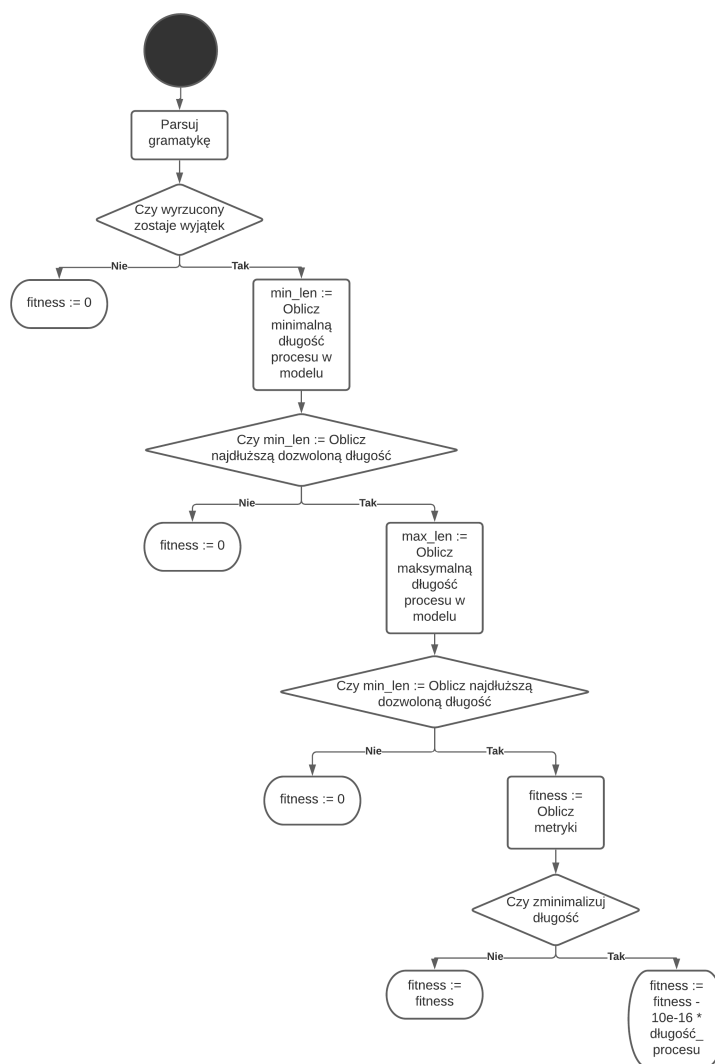 Parsuj
gramatykę
Czy wyrzucony
zostaje wyjątek
Nie
Tak
fitness := 0
min_len :=
Oblicz
minimalną
długość
procesu w
modelu
Czy min_len := Oblicz
najdłuższą dozwoloną długość
Nie
Tak
fitness := 0
max_len :=
Oblicz
maksymalną
długość
procesu w
modelu
Czy min_len := Oblicz najdłuższą
dozwoloną długość
Nie
Tak
fitness := 0
fitness :=
Oblicz
metryki
Czy zminimalizuj
długość
Nie
Tak
fitness :=
fitness
fitness :=
fitness -
10e-16 *
długość_
procesu